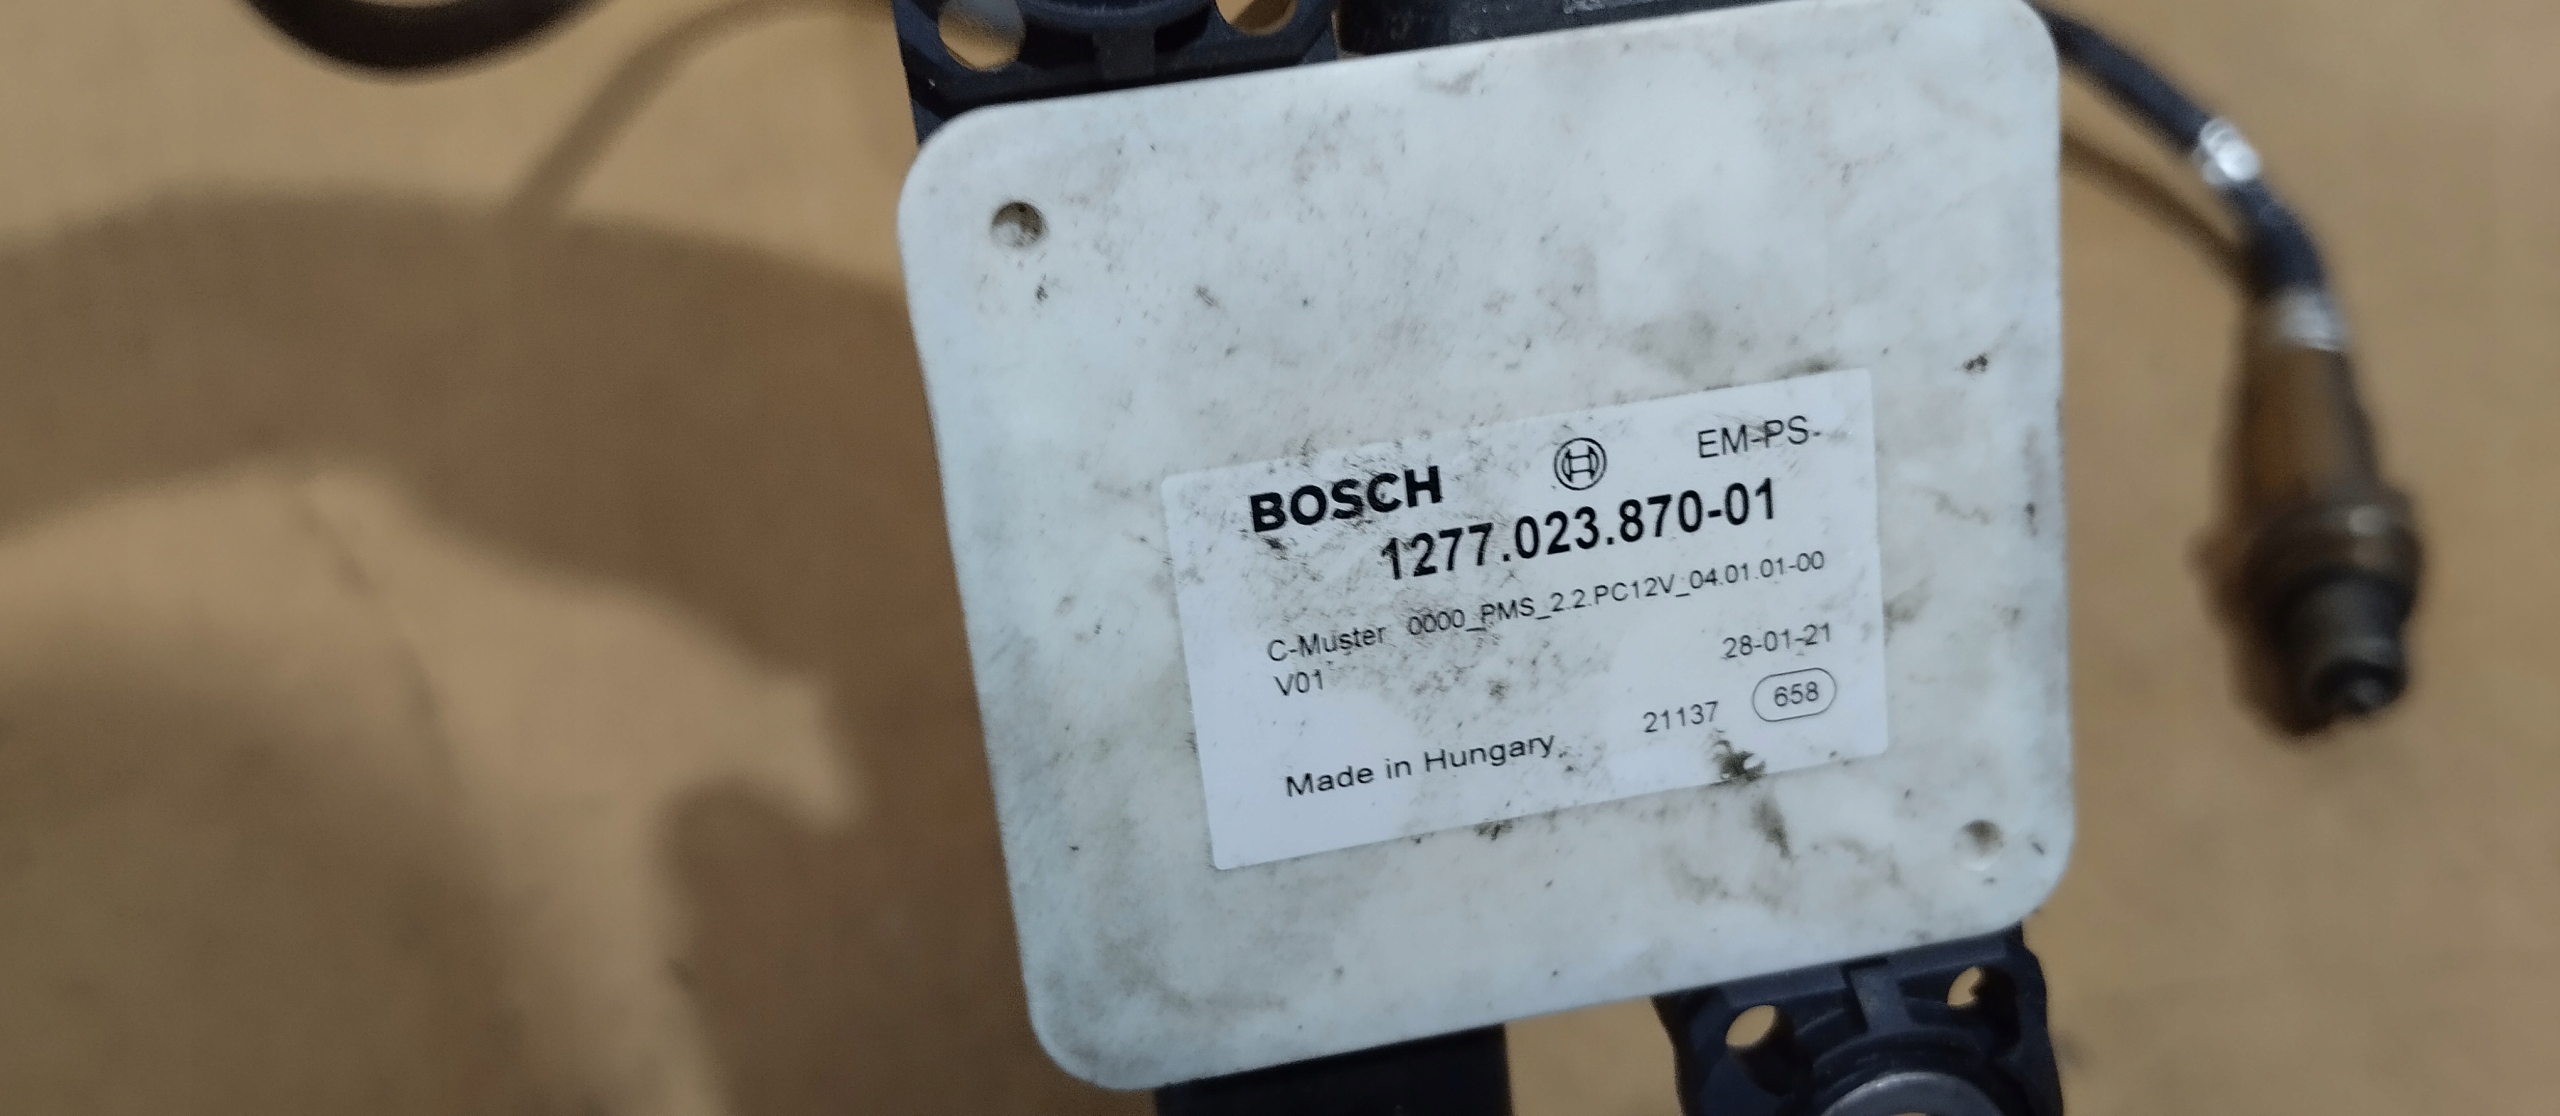 BOSCH EM-PS-
1277.023.870-01
C-Muster 0000_PMS_2.2.PC12V_04.01.01-00
V01 28-01-21
21137 658
Made in Hungary